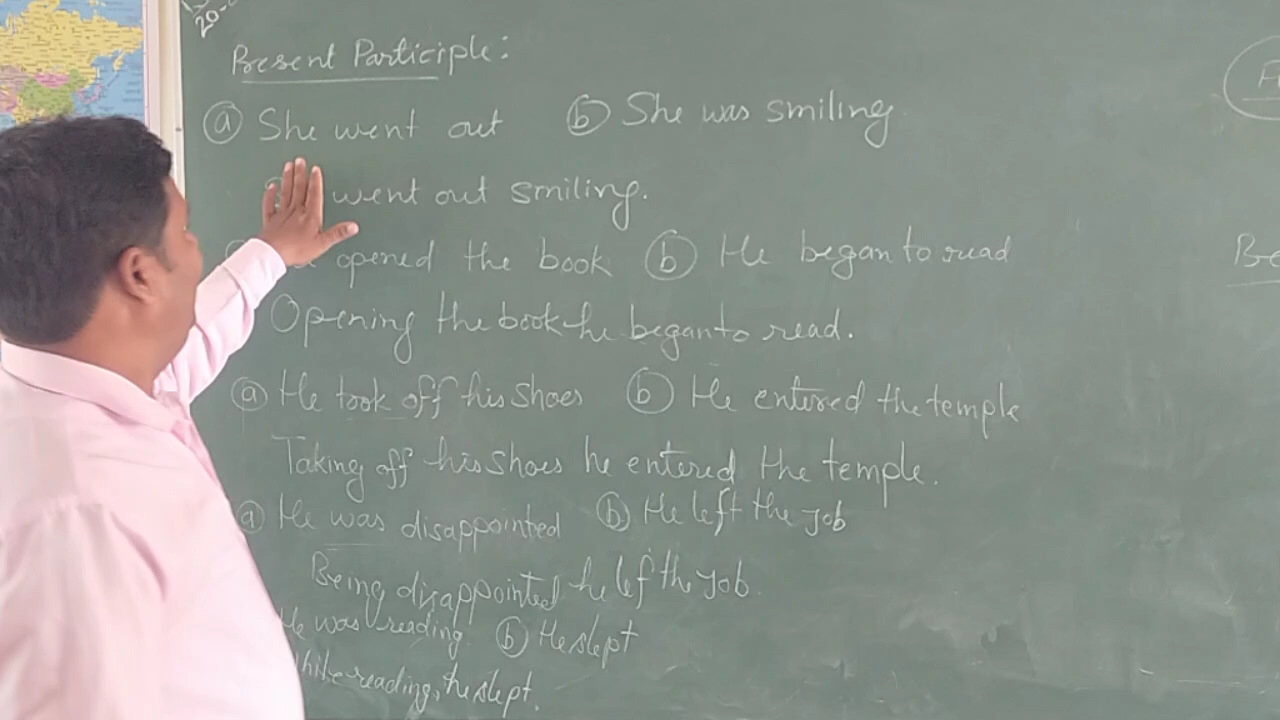 20-
Present Participle:
ⓐ She went out ⓑ She was smiling
went out smiling.
opened the book ⓑ He began to read
Opening the book he began to read.
ⓐ He took off his shoes ⓑ He entered the temple
Taking off his shoes he entered the temple.
ⓐ He was disappointed ⓑ He left the job
Being disappointed he lef the job.
He was reading ⓑ He slept
reading, he slept.